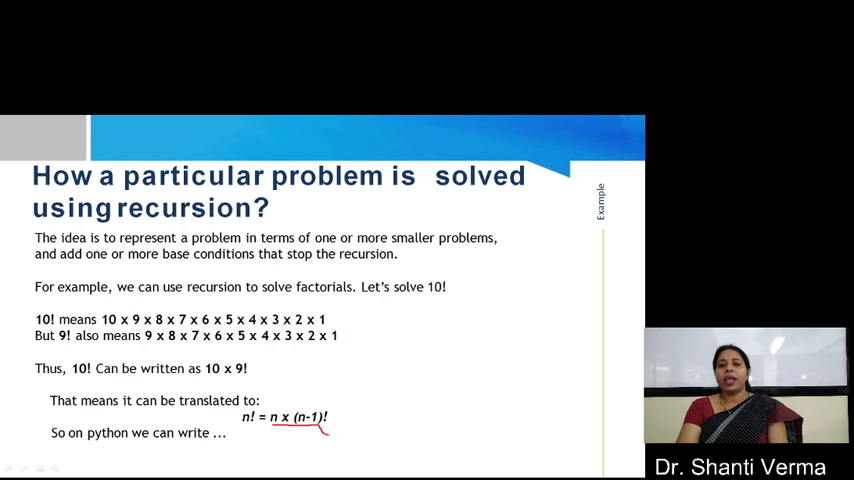 How a particular problem is solved
using recursion?
Example
The idea is to represent a problem in terms of one or more smaller problems,
and add one or more base conditions that stop the recursion.
For example, we can use recursion to solve factorials. Let's solve 10!
10! means 10 x 9 x 8 x 7 x 6 x 5 x 4 x 3 x 2 x 1
But 9! also means 9 x 8 x 7 x 6 x 5 x 4 x 3 x 2 x 1
Thus, 10! Can be written as 10 x 9!
That means it can be translated to:
n! = n x (n-1)!
So on python we can write ...
Dr. Shanti Verma